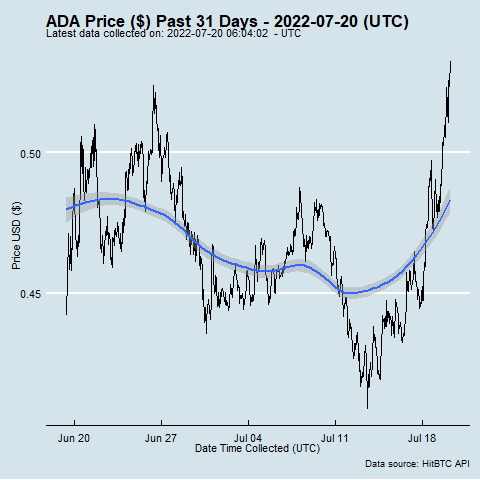 ADA Price ($) Past 31 Days - 2022-07-20 (UTC)
Latest data collected on: 2022-07-20 06:04:02 - UTC
0.50
Price USD ($)
0.45
Jun 20 Jun 27 Jul 04 Jul 11 Jul 18
Date Time Collected (UTC)
Data source: HitBTC API